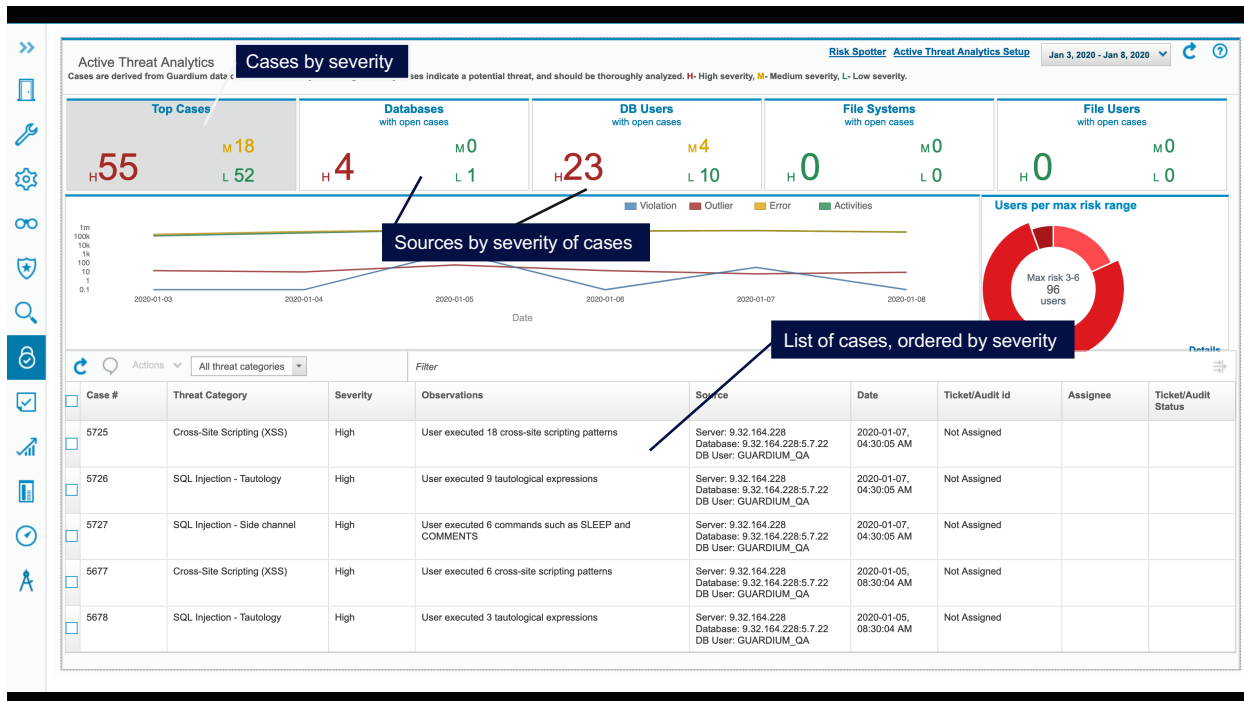 Active Threat Analytics
Cases by severity
Risk Spotter Active Threat Analytics Setup Jan 3, 2020 - Jan 8, 2020
Cases are derived from Guardium data ses indicate a potential threat, and should be thoroughly analyzed. H- High severity, M- Medium severity, L- Low severity.
Top Cases
H55
M18
L 52
Databases
with open cases
H 4
M0
L 1
DB Users
with open cases
H23
M4
L 10
File Systems
with open cases
H 0
M0
L 0
File Users
with open cases
H 0
M0
L 0
Violation Outlier Error Activities
1m
100k
10k
1k
100
10
1
0.1
2020-01-03 2020-01-04 2020-01-05 2020-01-06 2020-01-07 2020-01-08
Date
Sources by severity of cases
Users per max risk range
Max risk 3-6
96
users
Details
List of cases, ordered by severity
Actions All threat categories Filter
Case # Threat Category Severity Observations Source Date Ticket/Audit id Assignee Ticket/Audit
Status
5725 Cross-Site Scripting (XSS) High User executed 18 cross-site scripting patterns Server: 9.32.164.228 2020-01-07, Not Assigned
Database: 9.32.164.228:5.7.22 04:30:05 AM
DB User: GUARDIUM_QA
5726 SQL Injection - Tautology High User executed 9 tautological expressions Server: 9.32.164.228 2020-01-07, Not Assigned
Database: 9.32.164.228:5.7.22 04:30:05 AM
DB User: GUARDIUM_QA
5727 SQL Injection - Side channel High User executed 6 commands such as SLEEP and Server: 9.32.164.228 2020-01-07, Not Assigned
COMMENTS Database: 9.32.164.228:5.7.22 04:30:05 AM
DB User: GUARDIUM_QA
5677 Cross-Site Scripting (XSS) High User executed 6 cross-site scripting patterns Server: 9.32.164.228 2020-01-05, Not Assigned
Database: 9.32.164.228:5.7.22 08:30:04 AM
DB User: GUARDIUM_QA
5678 SQL Injection - Tautology High User executed 3 tautological expressions Server: 9.32.164.228 2020-01-05, Not Assigned
Database: 9.32.164.228:5.7.22 08:30:04 AM
DB User: GUARDIUM_QA